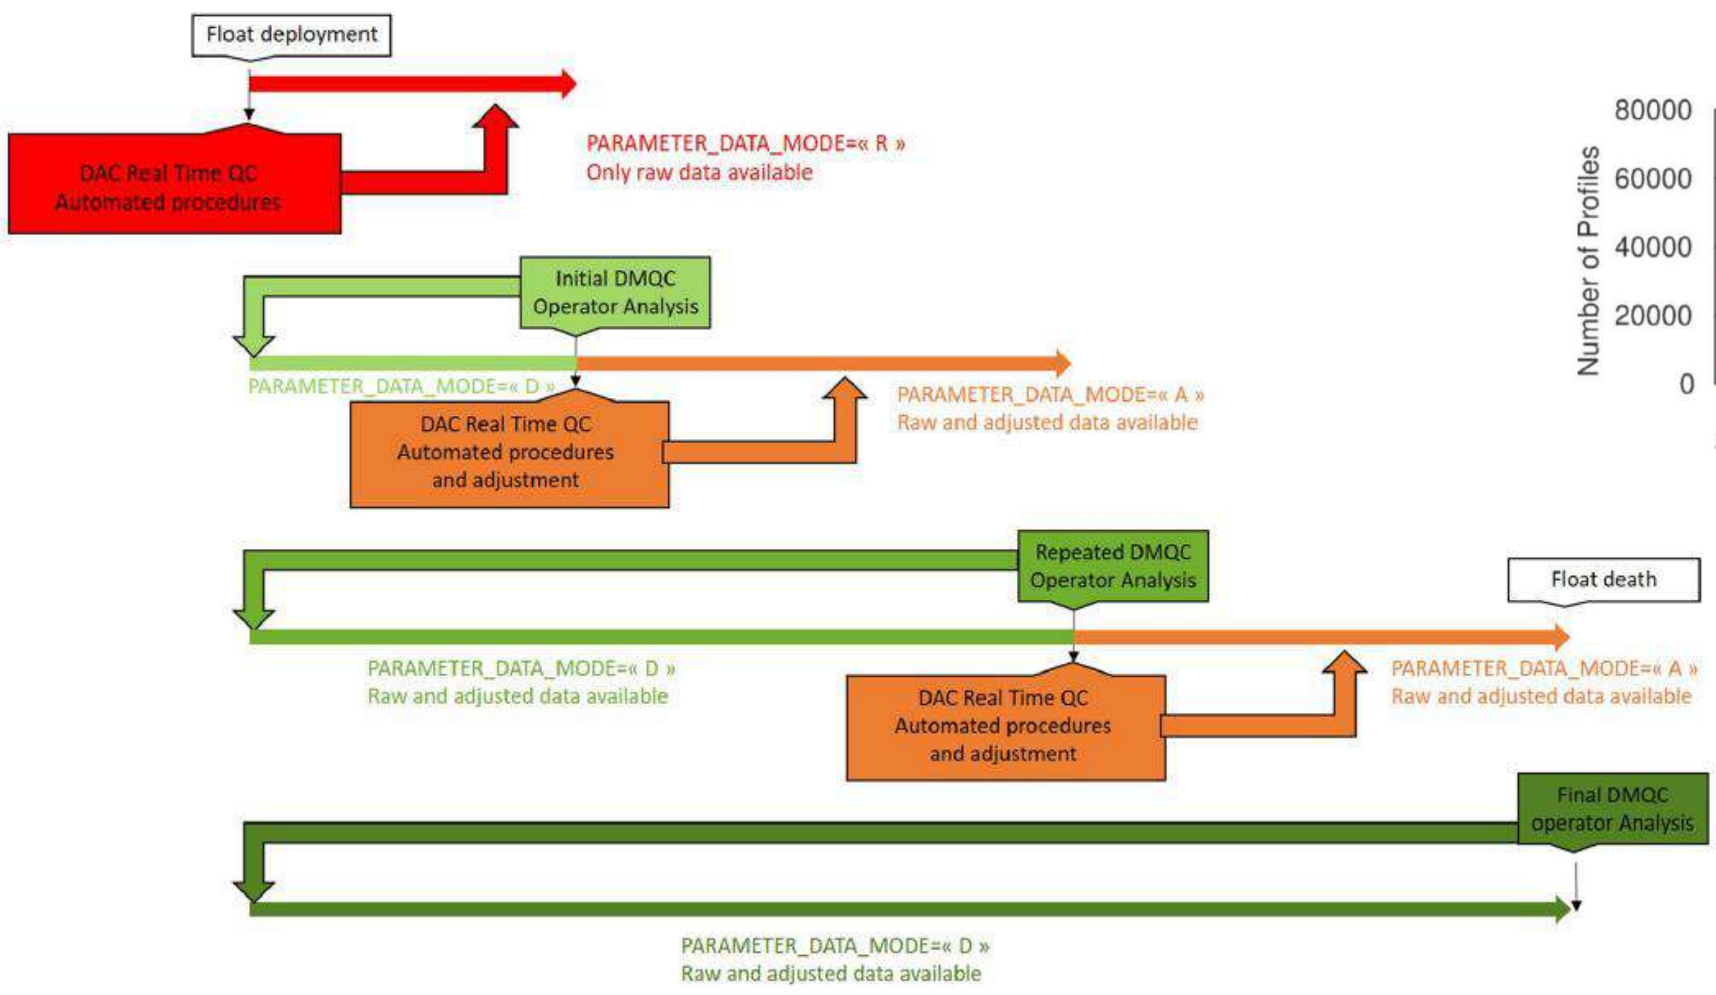 Float deployment
DAC Real Time QC
Automated procedures
PARAMETER_DATA_MODE=« R »
Only raw data available
80000
60000
40000
20000
0
Number of Profiles
Initial DMQC
Operator Analysis
PARAMETER_DATA_MODE=« D »
DAC Real Time QC
Automated procedures
and adjustment
PARAMETER_DATA_MODE=« A »
Raw and adjusted data available
Repeated DMQC
Operator Analysis
Float death
PARAMETER_DATA_MODE=« D »
Raw and adjusted data available
DAC Real Time QC
Automated procedures
and adjustment
PARAMETER_DATA_MODE=« A »
Raw and adjusted data available
Final DMQC
operator Analysis
PARAMETER_DATA_MODE=« D »
Raw and adjusted data available